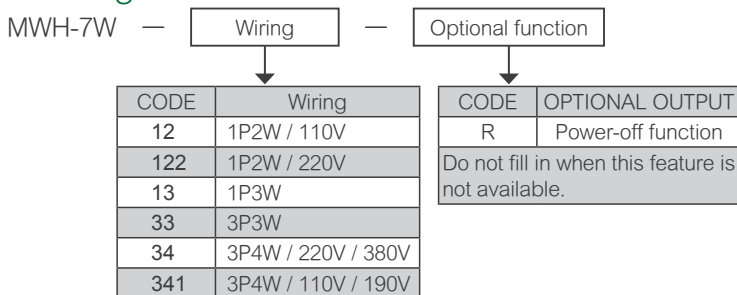 MWH-7W — Wiring — Optional function
CODE Wiring
12 1P2W / 110V
122 1P2W / 220V
13 1P3W
33 3P3W
34 3P4W / 220V / 380V
341 3P4W / 110V / 190V
CODE OPTIONAL OUTPUT
R Power-off function
Do not fill in when this feature is
not available.